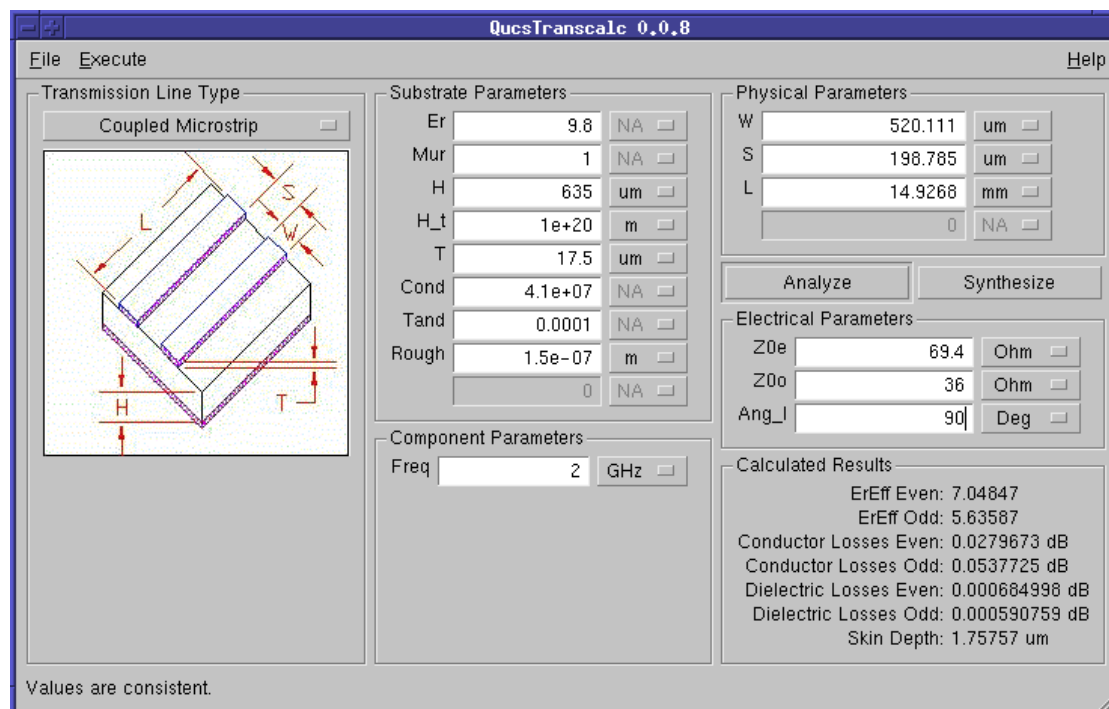 QucsTranscalc 0.0.8
File Execute Help
Transmission Line Type
Coupled Microstrip
L
S
W
H
T
Substrate Parameters
Er 9.8 NA
Mur 1 NA
H 635 um
H_t 1e+20 m
T 17.5 um
Cond 4.1e+07 NA
Tand 0.0001 NA
Rough 1.5e-07 m
0 NA
Component Parameters
Freq 2 GHz
Physical Parameters
W 520.111 um
S 198.785 um
L 14.9268 mm
0 NA
Analyze Synthesize
Electrical Parameters
Z0e 69.4 Ohm
Z0o 36 Ohm
Ang_l 90 Deg
Calculated Results
ErEff Even: 7.04847
ErEff Odd: 5.63587
Conductor Losses Even: 0.0279673 dB
Conductor Losses Odd: 0.0537725 dB
Dielectric Losses Even: 0.000684998 dB
Dielectric Losses Odd: 0.000590759 dB
Skin Depth: 1.75757 um
Values are consistent.